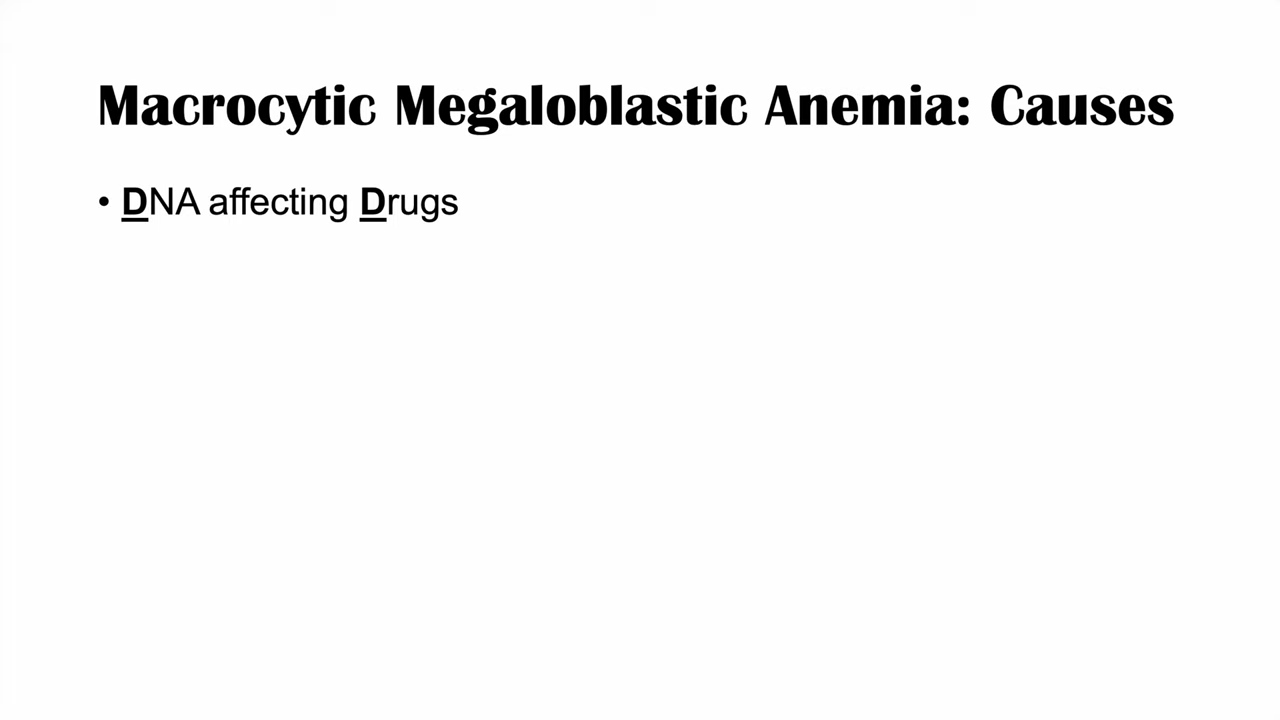 Macrocytic Megaloblastic Anemia: Causes
• DNA affecting Drugs